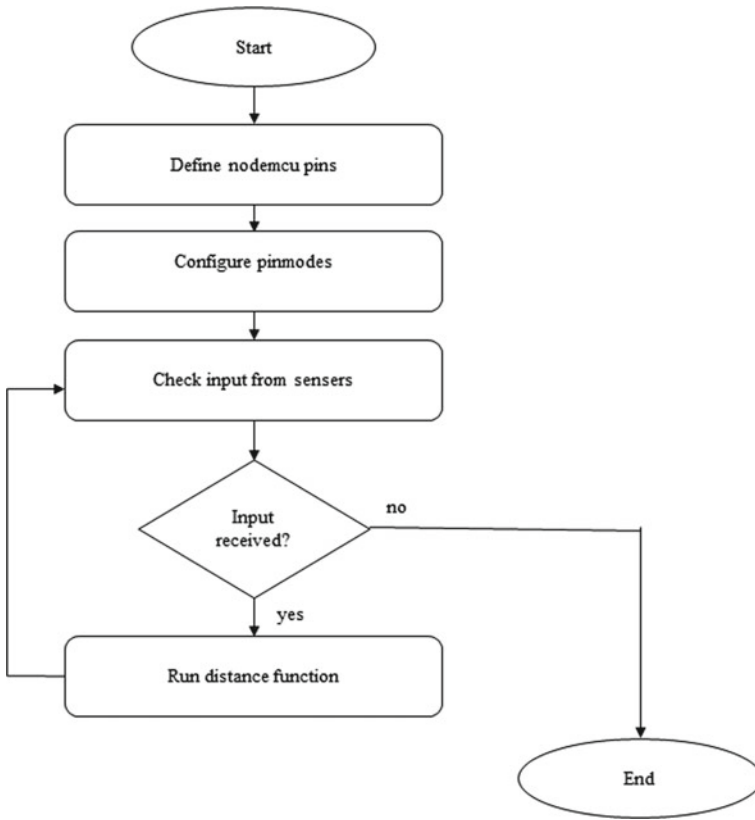 Start
Define nodemcu pins
Configure pinmodes
Check input from sensers
Input
received?
no
yes
Run distance function
End